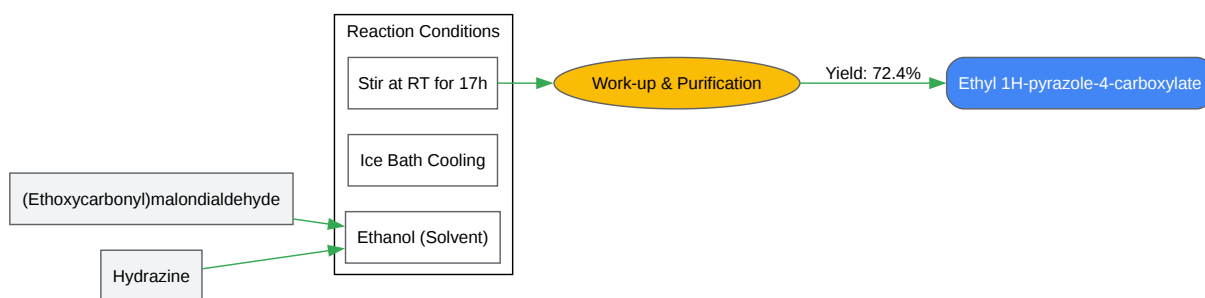 Reaction Conditions
Stir at RT for 17h
Work-up & Purification
Yield: 72.4%
Ethyl 1H-pyrazole-4-carboxylate
Ice Bath Cooling
(Ethoxycarbonyl)malondialdehyde
Ethanol (Solvent)
Hydrazine